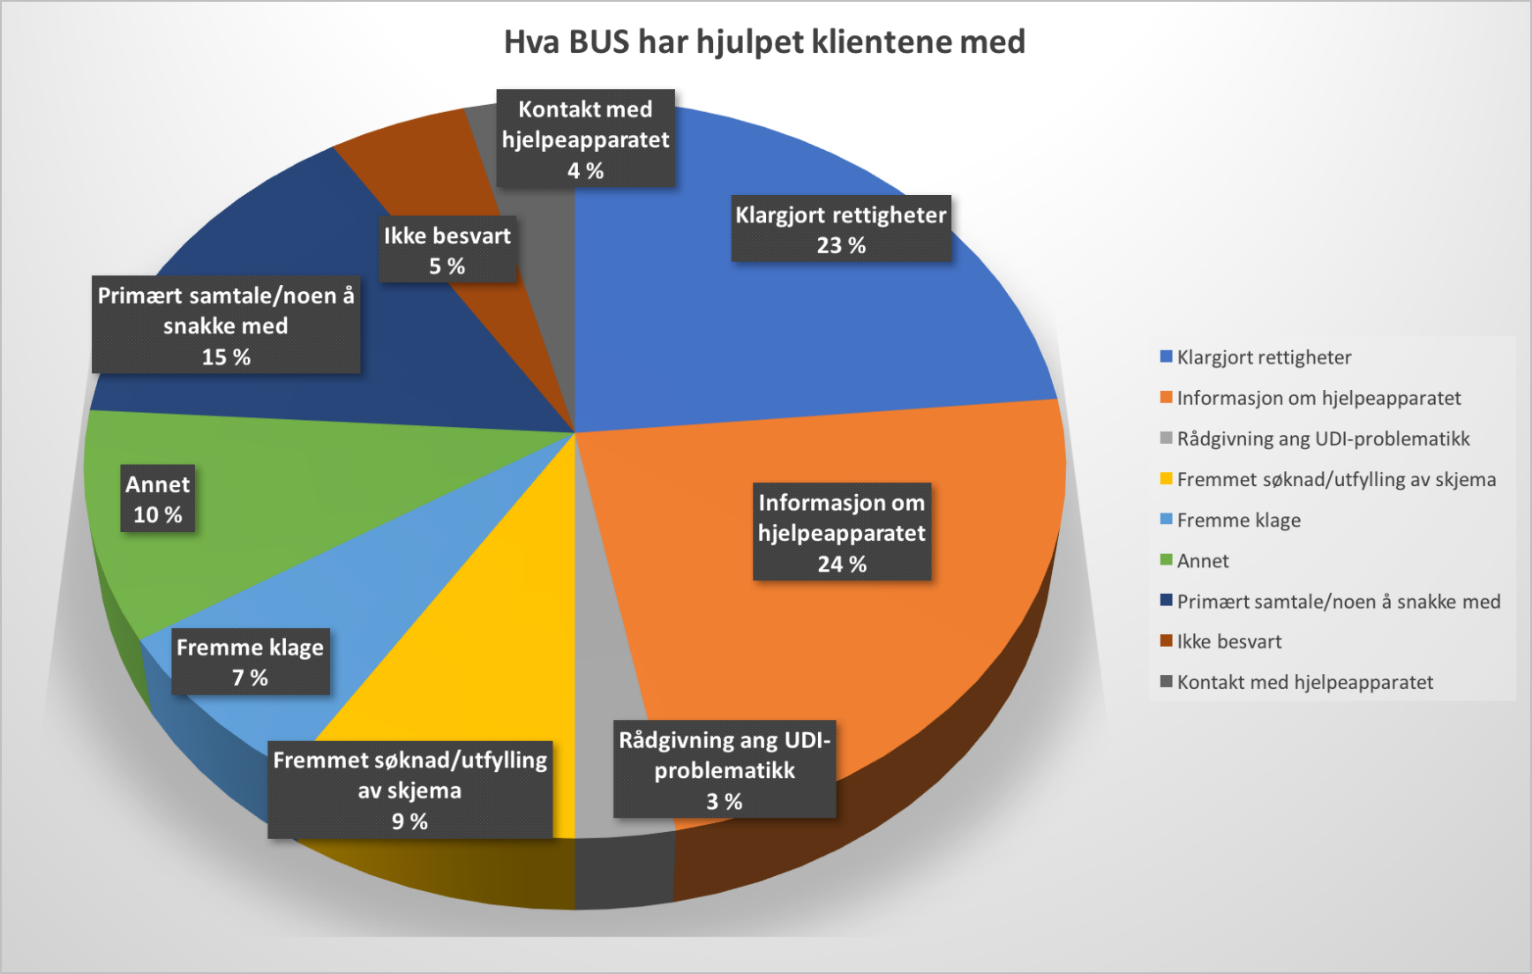 Hva BUS har hjulpet klientene med
Kontakt med
hjelpeapparatet
4 %
Klargjort rettigheter
23 %
Ikke besvart
5 %
Primært samtale/noen å
snakke med
15 %
Annet
10 %
Informasjon om
hjelpeapparatet
24 %
Fremme klage
7 %
Fremmet søknad/utfylling
av skjema
9 %
Rådgivning ang UDI-
problematikk
3 %
Klargjort rettigheter
Informasjon om hjelpeapparatet
Rådgivning ang UDI-problematikk
Fremmet søknad/utfylling av skjema
Fremme klage
Annet
Primært samtale/noen å snakke med
Ikke besvart
Kontakt med hjelpeapparatet